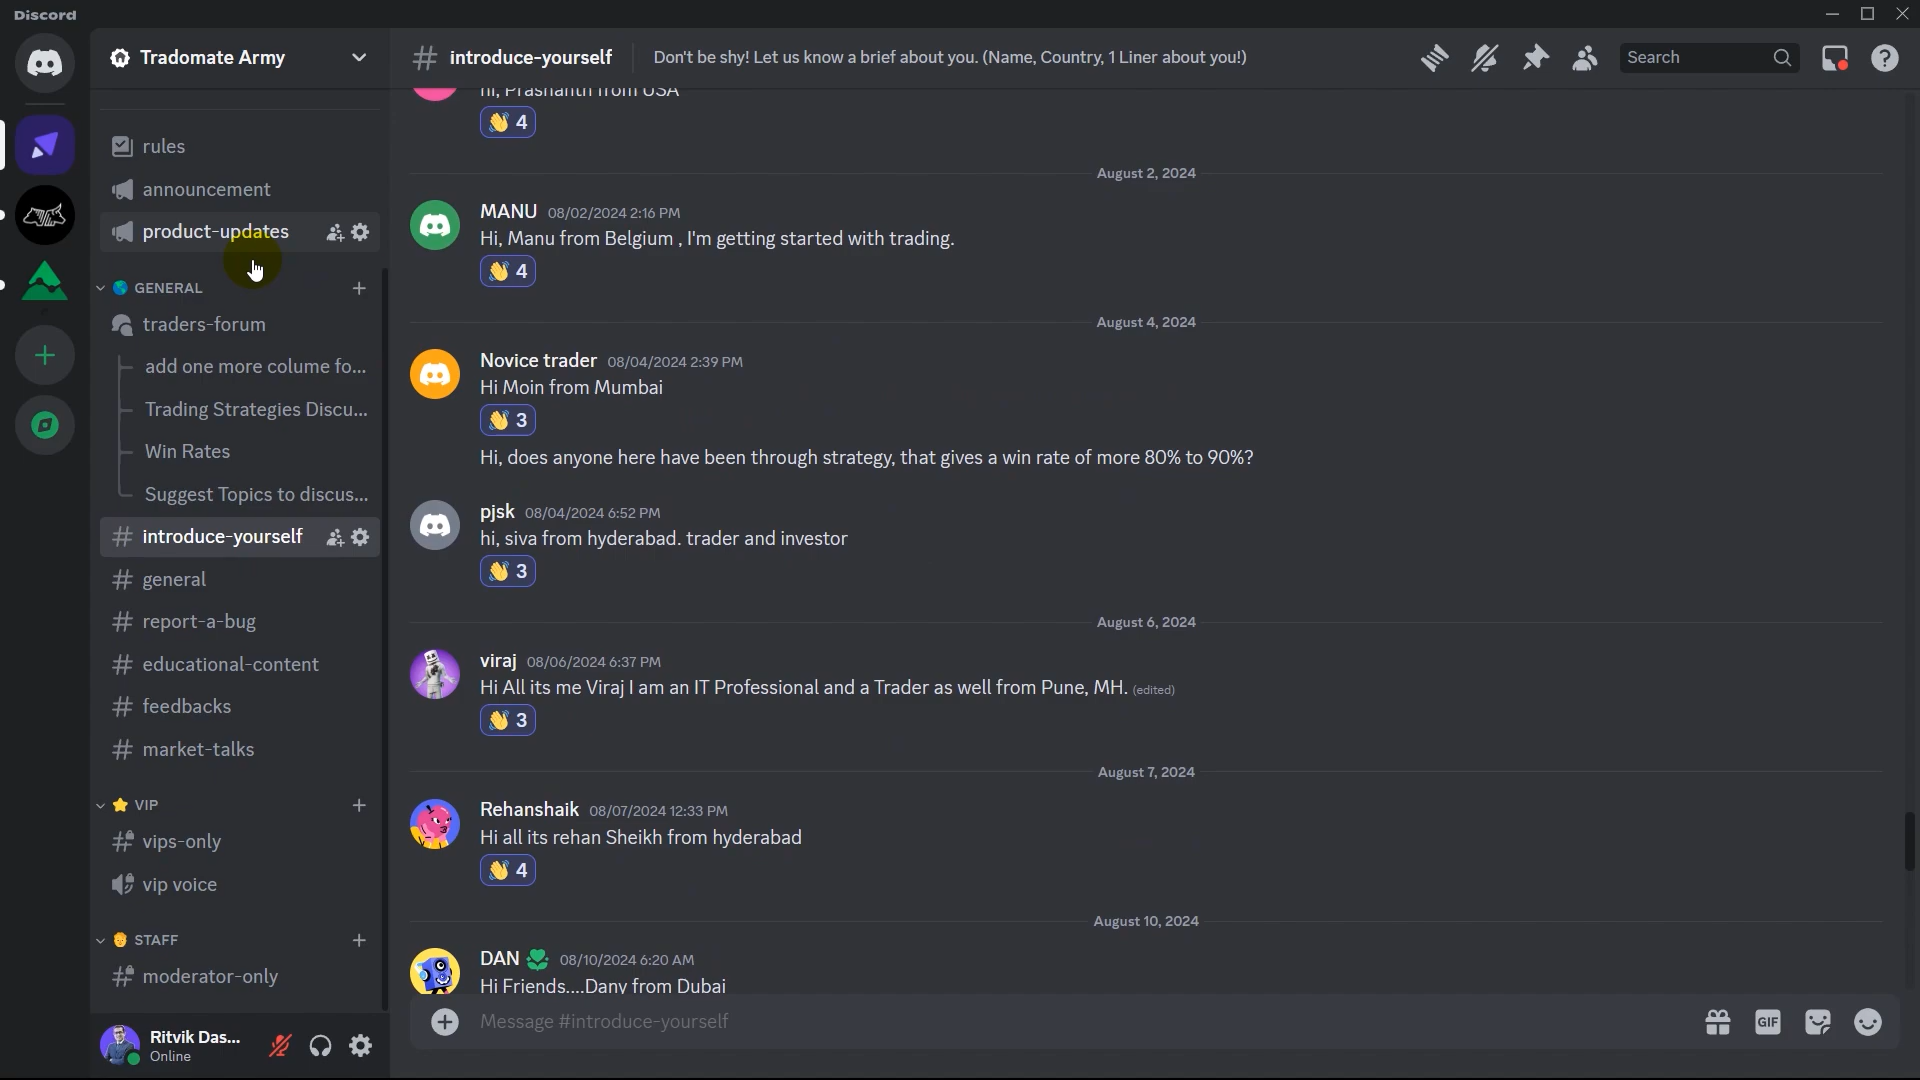 Discord
Tradomate Army
rules
announcement
product-updates
GENERAL
traders-forum
add one more colume fo...
Trading Strategies Discu...
Win Rates
Suggest Topics to discus...
introduce-yourself
general
report-a-bug
educational-content
feedbacks
market-talks
VIP
vips-only
vip voice
STAFF
moderator-only
Ritvik Das...
Online
introduce-yourself
Don't be shy! Let us know a brief about you. (Name, Country, 1 Liner about you!)
Search
hi, Prashanth from USA
4
August 2, 2024
MANU 08/02/2024 2:16 PM
Hi, Manu from Belgium , I'm getting started with trading.
4
August 4, 2024
Novice trader 08/04/2024 2:39 PM
Hi Moin from Mumbai
3
Hi, does anyone here have been through strategy, that gives a win rate of more 80% to 90%?
pjsk 08/04/2024 6:52 PM
hi, siva from hyderabad. trader and investor
3
August 6, 2024
viraj 08/06/2024 6:37 PM
Hi All its me Viraj I am an IT Professional and a Trader as well from Pune, MH. (edited)
3
August 7, 2024
Rehanshaik 08/07/2024 12:33 PM
Hi all its rehan Sheikh from hyderabad
4
August 10, 2024
DAN 08/10/2024 6:20 AM
Hi Friends....Dany from Dubai
Message #introduce-yourself
GIF